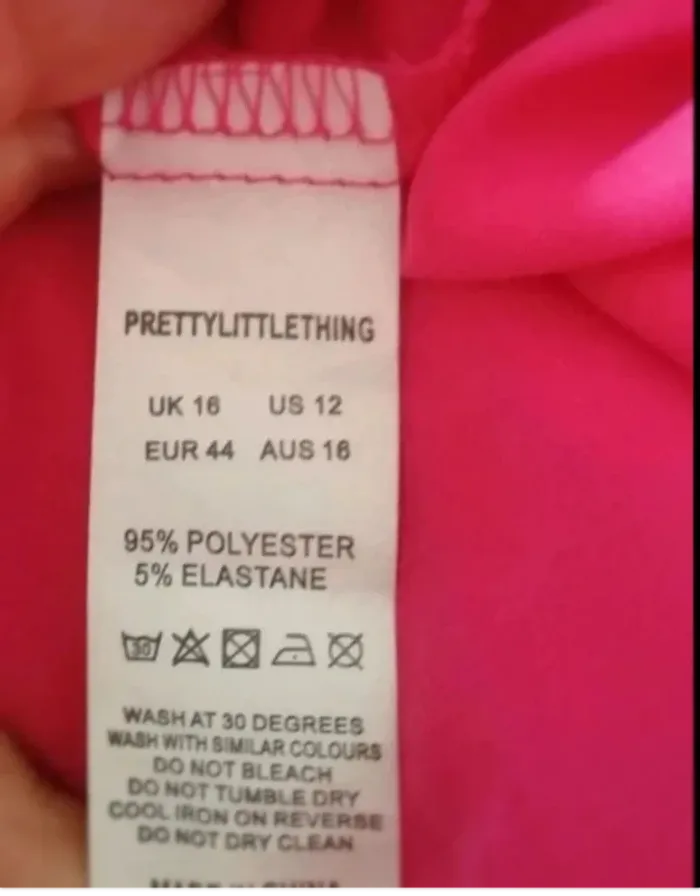 PRETTYLITTLETHING
UK 16 US 12
EUR 44 AUS 16
95% POLYESTER
5% ELASTANE
30
WASH AT 30 DEGREES
WASH WITH SIMILAR COLOURS
DO NOT BLEACH
DO NOT TUMBLE DRY
COOL IRON ON REVERSE
DO NOT DRY CLEAN